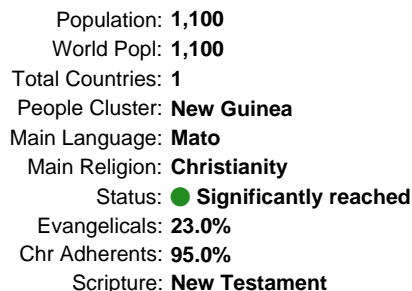 Population: 1,100
World Popl: 1,100
Total Countries: 1
People Cluster: New Guinea
Main Language: Mato
Main Religion: Christianity
Status: Significantly reached
Evangelicals: 23.0%
Chr Adherents: 95.0%
Scripture: New Testament